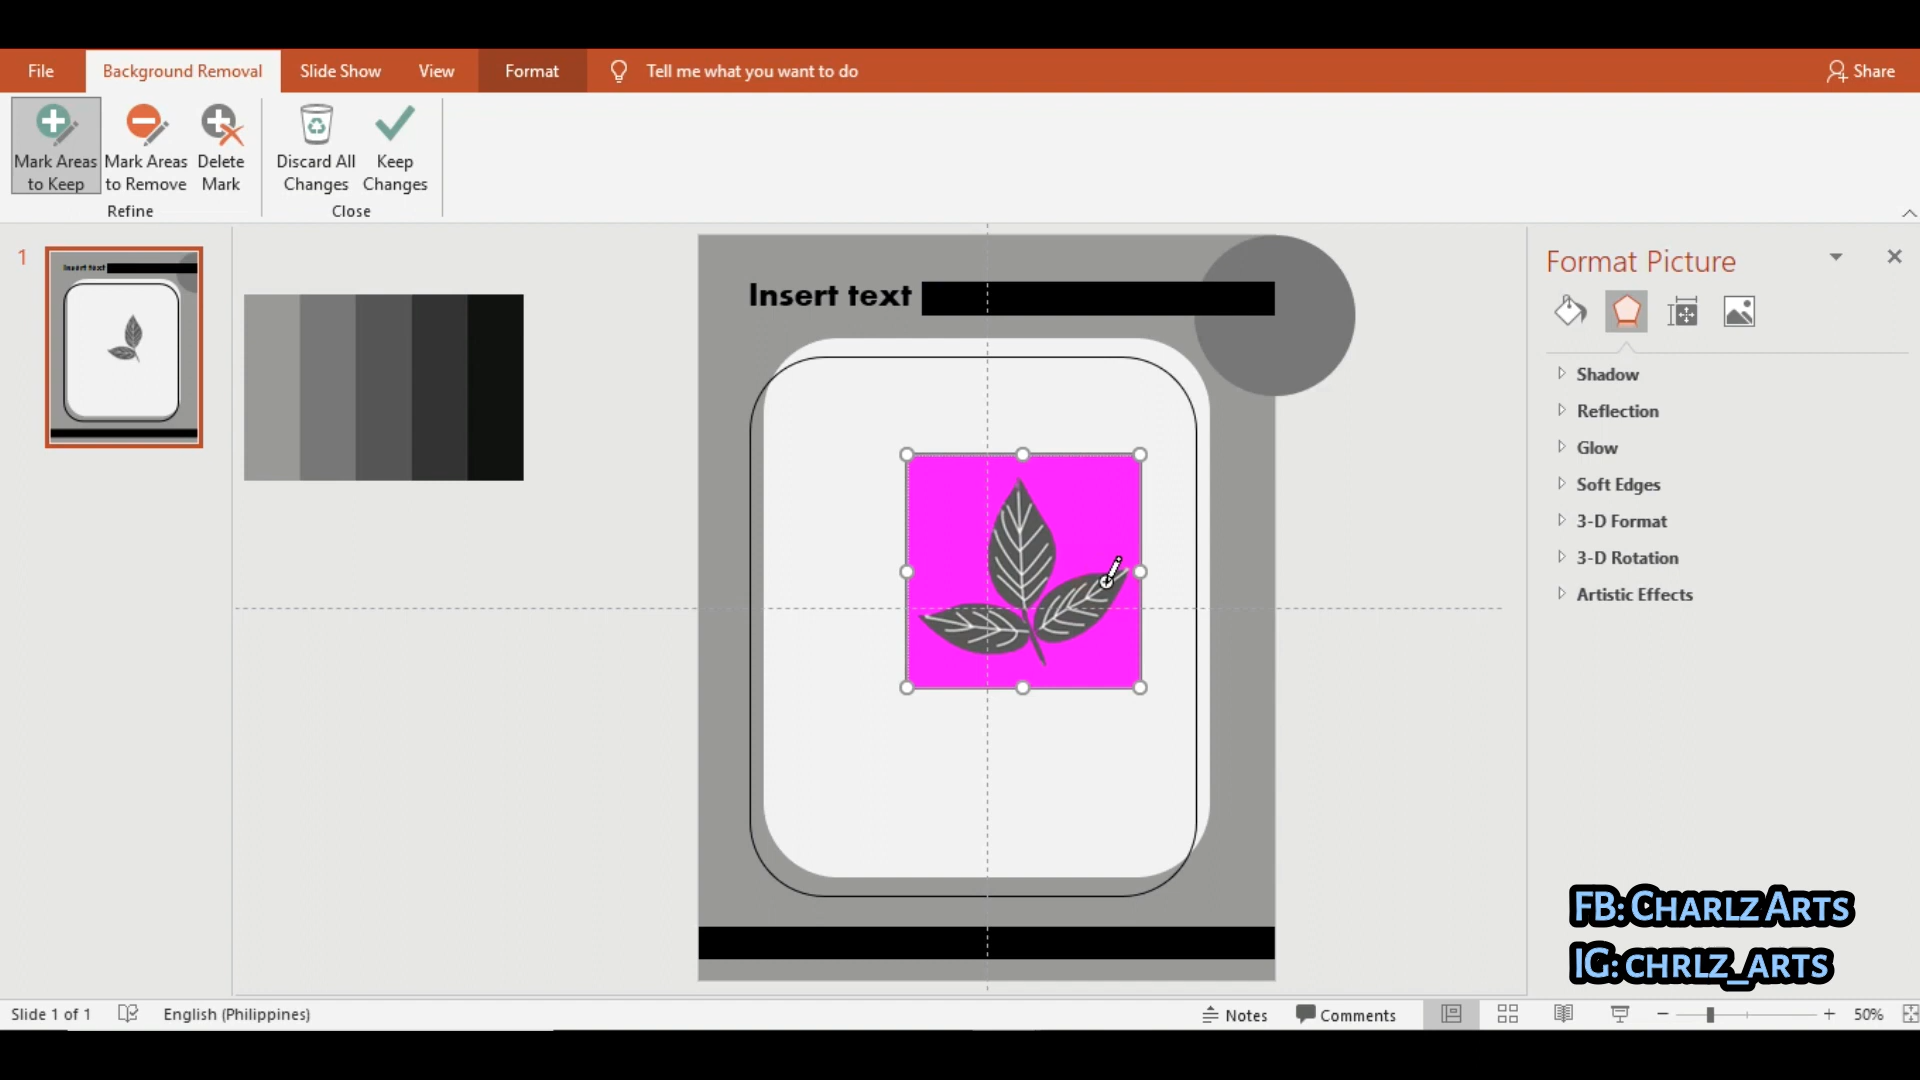 File
Background Removal
Slide Show
View
Format
Tell me what you want to do
Share
Mark Areas
to Keep
Mark Areas
to Remove
Delete
Mark
Refine
Discard All
Changes
Keep
Changes
Close
1
Insert text
Insert text
Format Picture
Shadow
Reflection
Glow
Soft Edges
3-D Format
3-D Rotation
Artistic Effects
FB: Charlz Arts
IG: chrlz_arts
Slide 1 of 1
English (Philippines)
Notes
Comments
50%